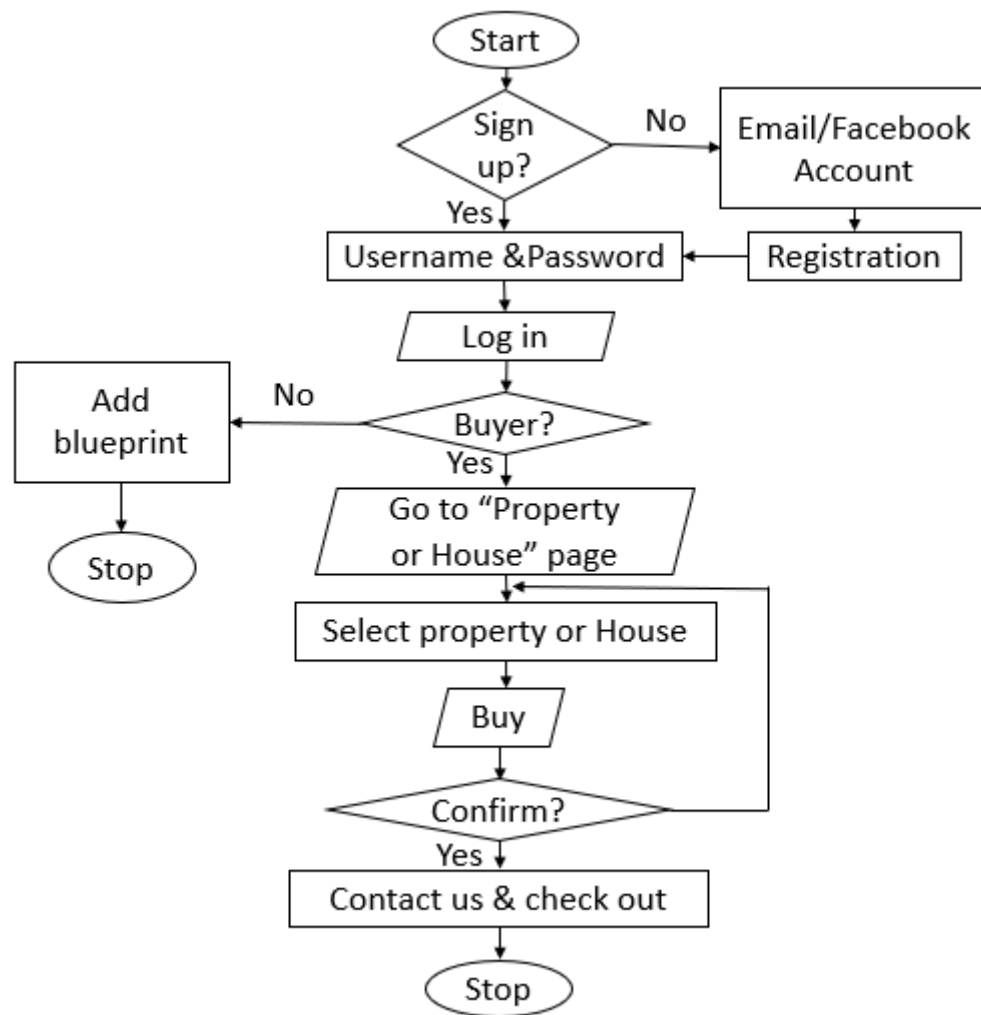 Start
Sign
up?
No
Email/Facebook
Account
Yes
Username &Password
Registration
Log in
Add
blueprint
No
Buyer?
Yes
Go to “Property
or House” page
Stop
Select property or House
Buy
Confirm?
Yes
Contact us & check out
Stop